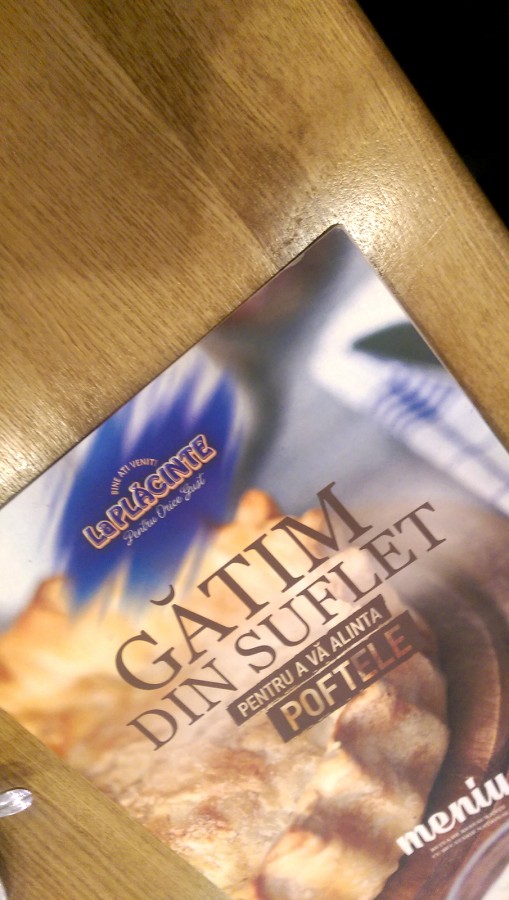 BINE AȚI VENIT!
La PLĂCINTE
Pentru Orice Gust
GĂTIM
DIN SUFLET
PENTRU A VĂ ALINTA
POFTELE
meniu